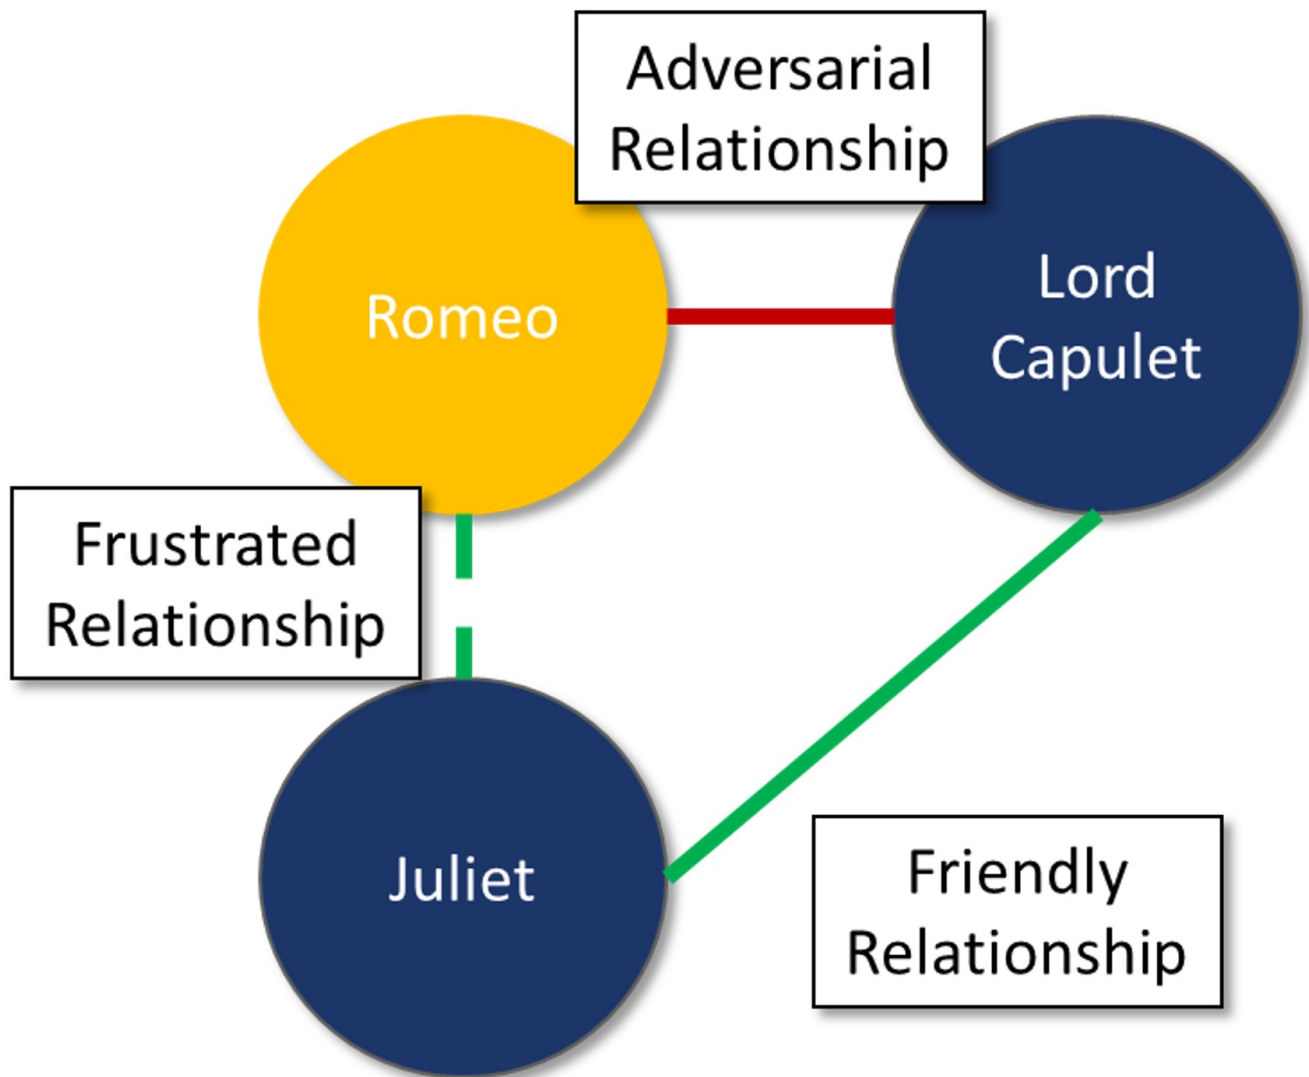 Adversarial
Relationship
Romeo
Lord
Capulet
Frustrated
Relationship
Juliet
Friendly
Relationship